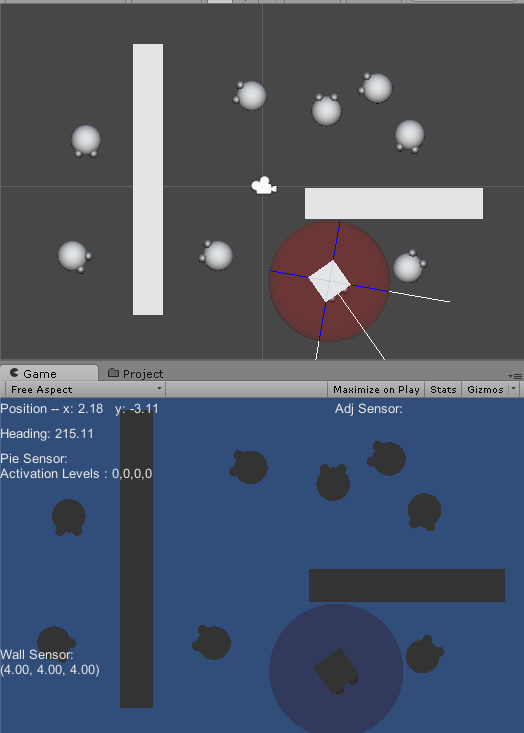 Game
Project
Free Aspect
Maximize on Play
Stats
Gizmos
Position -- x: 2.18 y: -3.11
Adj Sensor:
Heading: 215.11
Pie Sensor:
Activation Levels : 0,0,0,0
Wall Sensor:
(4.00, 4.00, 4.00)